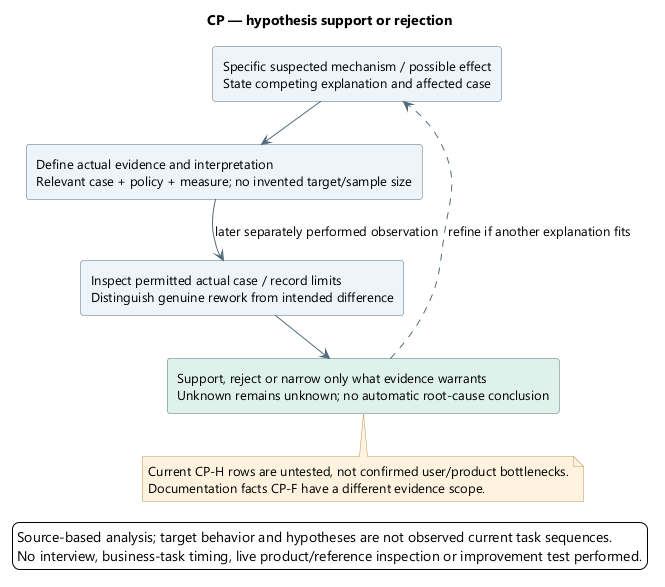 CP — hypothesis support or rejection
Specific suspected mechanism / possible effect
State competing explanation and affected case
Define actual evidence and interpretation
Relevant case + policy + measure; no invented target/sample size
later separately performed observation
refine if another explanation fits
Inspect permitted actual case / record limits
Distinguish genuine rework from intended difference
Support, reject or narrow only what evidence warrants
Unknown remains unknown; no automatic root-cause conclusion
Current CP-H rows are untested, not confirmed user/product bottlenecks.
Documentation facts CP-F have a different evidence scope.
Source-based analysis; target behavior and hypotheses are not observed current task sequences.
No interview, business-task timing, live product/reference inspection or improvement test performed.